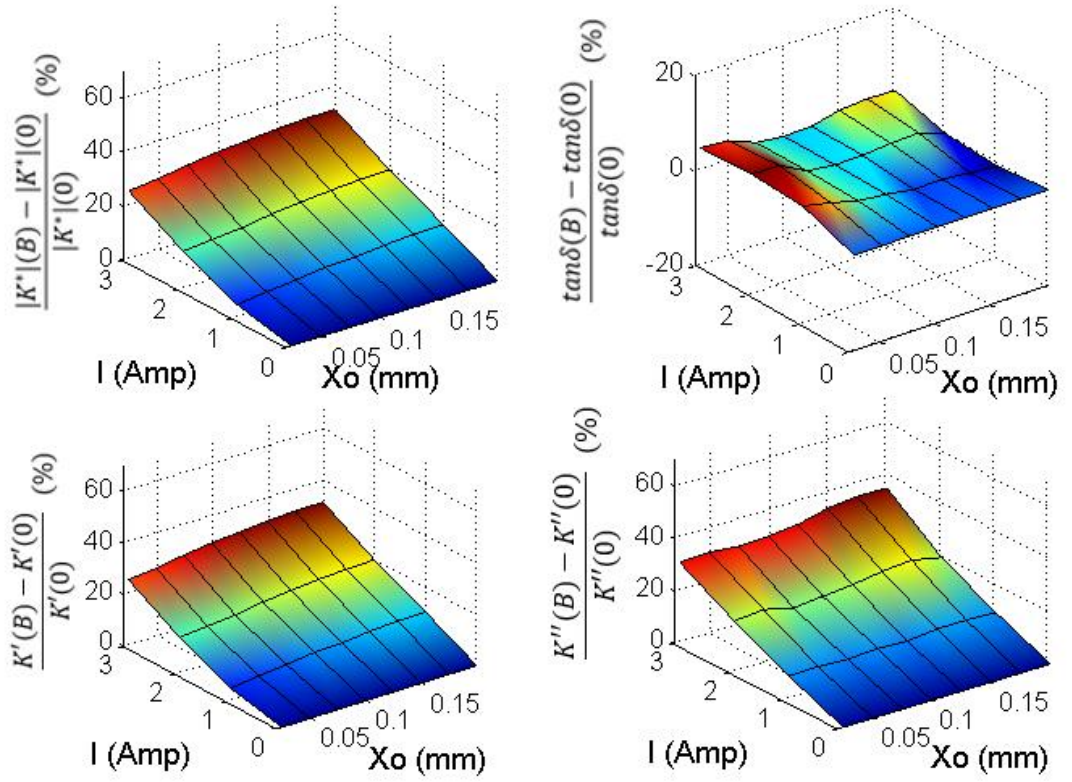 |K*|(B) − |K*|(0)
|K*|(0)
(%)
60
40
20
0
3
2
1
0
I (Amp)
0.05
0.1
0.15
Xo (mm)
tanδ(B) − tanδ(0)
tanδ(0)
(%)
20
0
-20
3
2
1
0
I (Amp)
0.05
0.1
0.15
Xo (mm)
K′(B) − K′(0)
K′(0)
(%)
60
40
20
0
3
2
1
0
I (Amp)
0.05
0.1
0.15
Xo (mm)
K′′(B) − K′′(0)
K′′(0)
(%)
60
40
20
0
3
2
1
0
I (Amp)
0.05
0.1
0.15
Xo (mm)